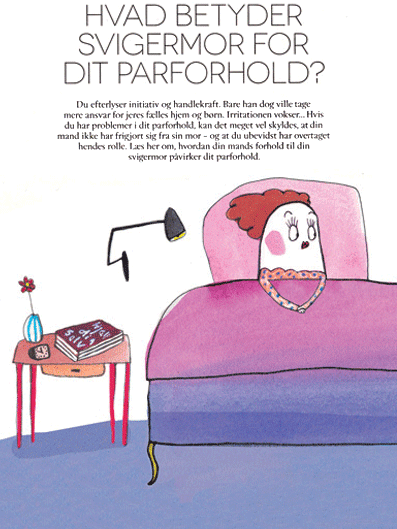 HVAD BETYDER
SVIGERMOR FOR
DIT PARFORHOLD?
Du efterlyser initiativ og handlekraft. Bare han dog ville tage
mere ansvar for jeres fælles hjem og børn. Irritationen vokser... Hvis
du har problemer i dit parforhold, kan det meget vel skyldes, at din
mand ikke har frigjort sig fra sin mor – og at du ubevidst har overtaget
hendes rolle. Læs her om, hvordan din mands forhold til din
svigermor påvirker dit parforhold.